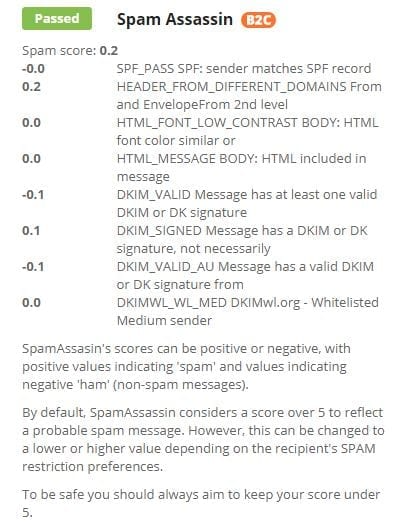 Passed Spam Assassin B2C
Spam score: 0.2
-0.0 SPF_PASS SPF: sender matches SPF record
0.2 HEADER_FROM_DIFFERENT_DOMAINS From
and EnvelopeFrom 2nd level
0.0 HTML_FONT_LOW_CONTRAST BODY: HTML
font color similar or
0.0 HTML_MESSAGE BODY: HTML included in
message
-0.1 DKIM_VALID Message has at least one valid
DKIM or DK signature
0.1 DKIM_SIGNED Message has a DKIM or DK
signature, not necessarily
-0.1 DKIM_VALID_AU Message has a valid DKIM
or DK signature from
0.0 DKIMWL_WL_MED DKIMwl.org - Whitelisted
Medium sender
SpamAssasin's scores can be positive or negative, with
positive values indicating 'spam' and values indicating
negative 'ham' (non-spam messages).
By default, SpamAssassin considers a score over 5 to reflect
a probable spam message. However, this can be changed to
a lower or higher value depending on the recipient's SPAM
restriction preferences.
To be safe you should always aim to keep your score under
5.